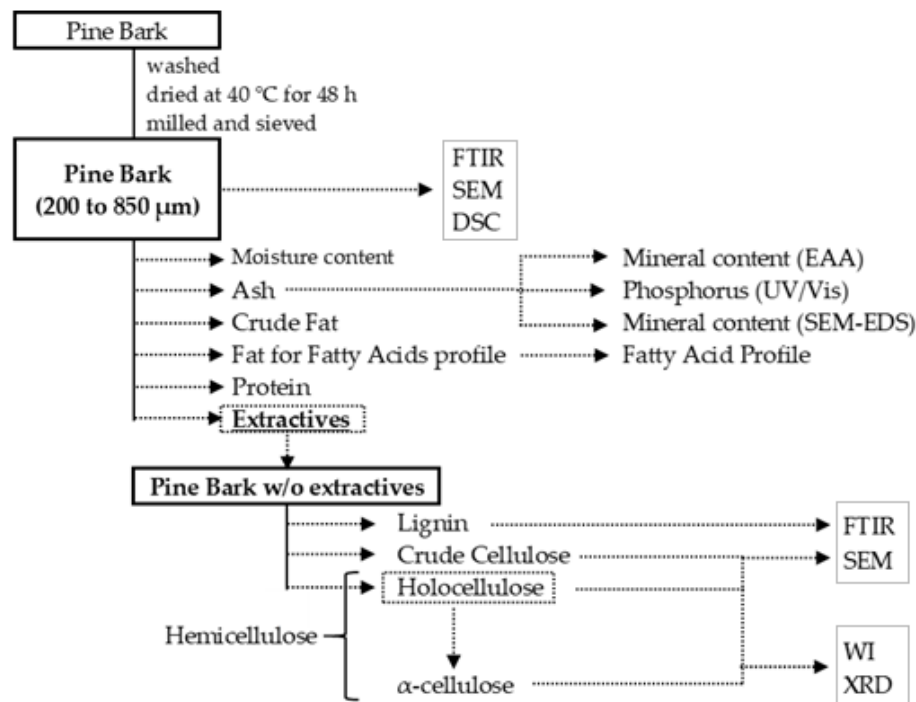 Pine Bark
washed
dried at 40 °C for 48 h
milled and sieved
Pine Bark
(200 to 850 μm)
FTIR
SEM
DSC
Moisture content
Ash
Crude Fat
Fat for Fatty Acids profile
Protein
Extractives
Mineral content (EAA)
Phosphorus (UV/Vis)
Mineral content (SEM-EDS)
Fatty Acid Profile
Pine Bark w/o extractives
Lignin
Crude Cellulose
Holocellulose
Hemicellulose
α-cellulose
FTIR
SEM
WI
XRD